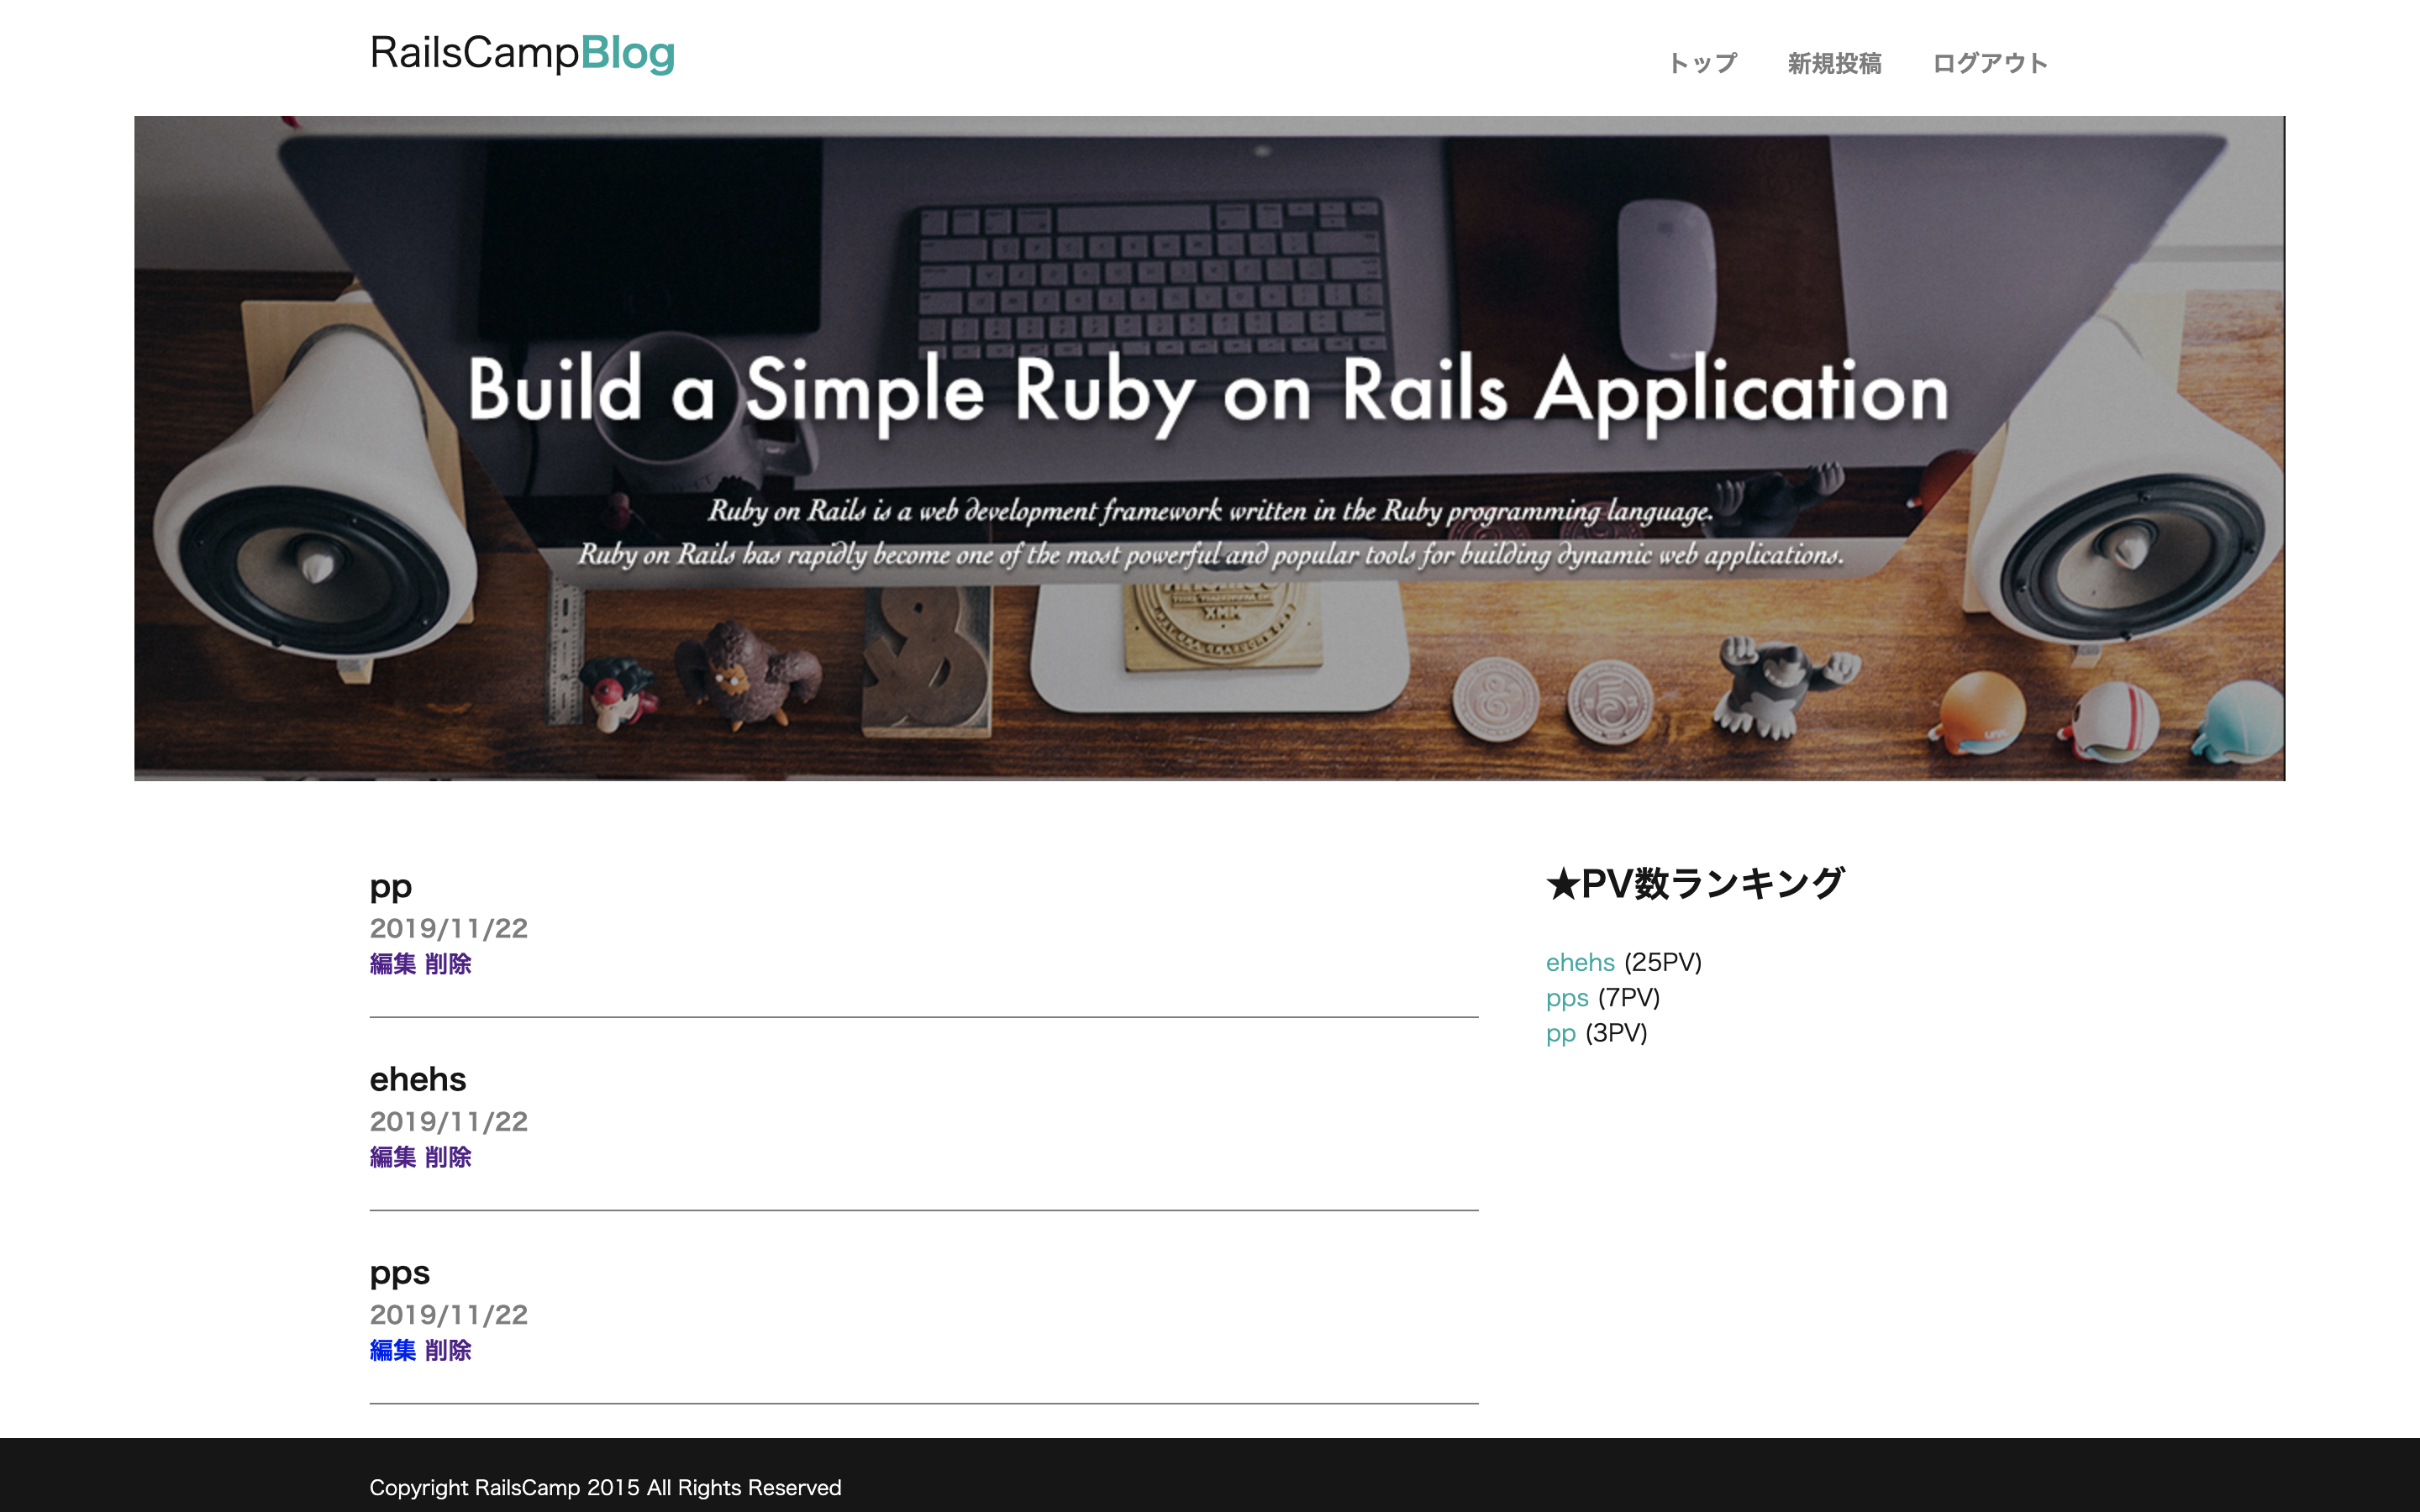 RailsCampBlog
トップ 新規投稿 ログアウト
Build a Simple Ruby on Rails Application
Ruby on Rails is a web development framework written in the Ruby programming language.
Ruby on Rails has rapidly become one of the most powerful and popular tools for building dynamic web applications.
XMM
pp
2019/11/22
編集 削除
ehehs
2019/11/22
編集 削除
pps
2019/11/22
編集 削除
★PV数ランキング
ehehs (25PV)
pps (7PV)
pp (3PV)
Copyright RailsCamp 2015 All Rights Reserved